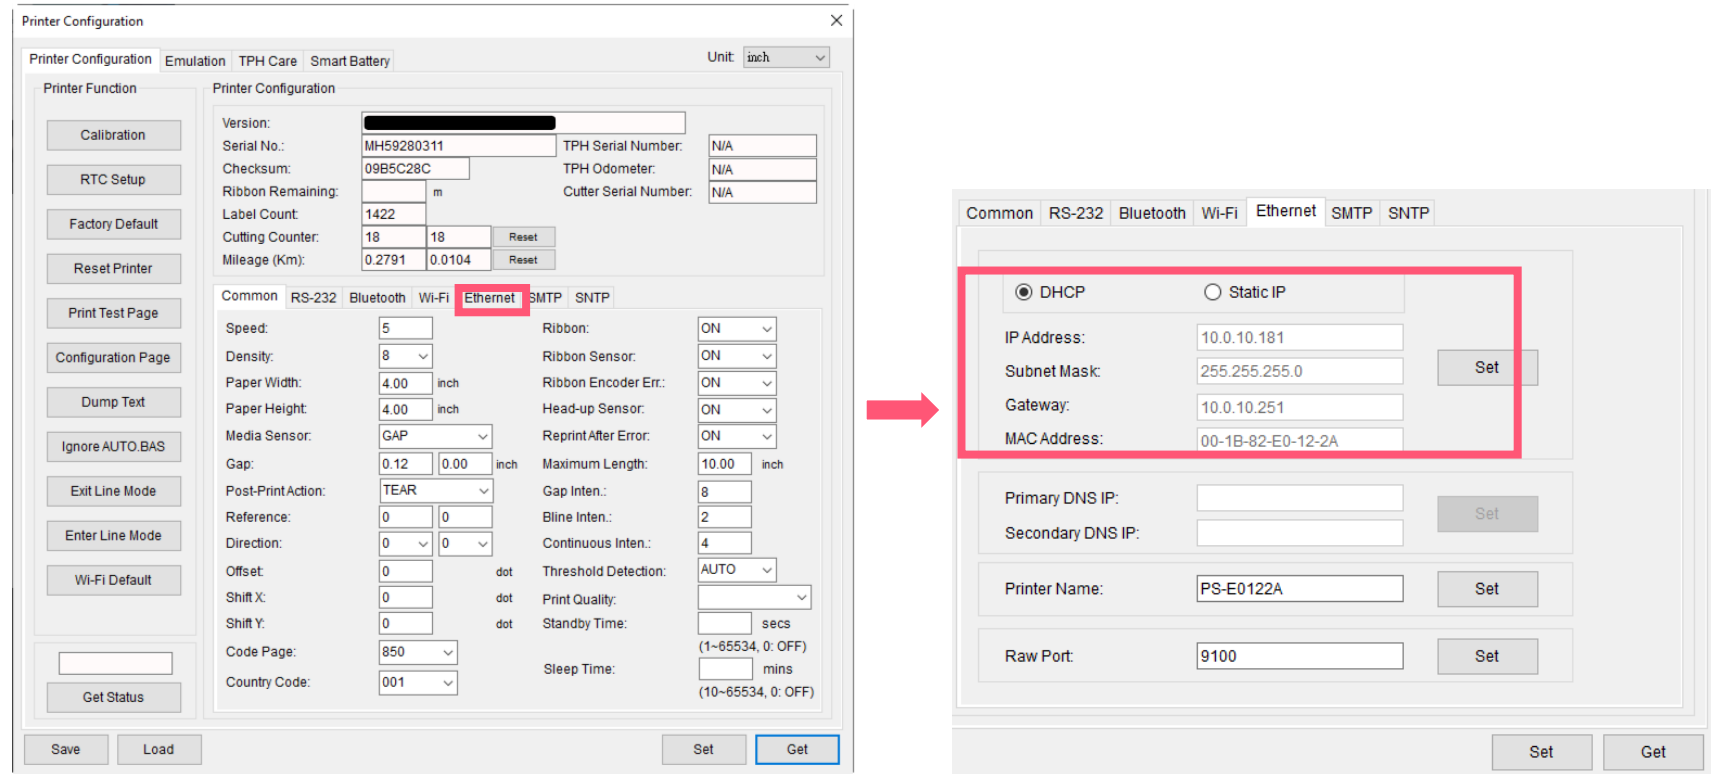 Printer Configuration
Printer Configuration Emulation TPH Care Smart Battery Unit: inch
Printer Function
Calibration
RTC Setup
Factory Default
Reset Printer
Print Test Page
Configuration Page
Dump Text
Ignore AUTO.BAS
Exit Line Mode
Enter Line Mode
Wi-Fi Default
Get Status
Printer Configuration
Version:
Serial No.: MH59280311 TPH Serial Number: N/A
Checksum: 09B5C28C TPH Odometer: N/A
Ribbon Remaining: m Cutter Serial Number: N/A
Label Count: 1422
Cutting Counter: 18 18 Reset
Mileage (Km): 0.2791 0.0104 Reset
Common RS-232 Bluetooth Wi-Fi Ethernet SMTP SNTP
Speed: 5 Ribbon: ON
Density: 8 Ribbon Sensor: ON
Paper Width: 4.00 inch Ribbon Encoder Err.: ON
Paper Height: 4.00 inch Head-up Sensor: ON
Media Sensor: GAP Reprint After Error: ON
Gap: 0.12 0.00 inch Maximum Length: 10.00 inch
Post-Print Action: TEAR Gap Inten.: 8
Reference: 0 0 Bline Inten.: 2
Direction: 0 0 Continuous Inten.: 4
Offset: 0 dot Threshold Detection: AUTO
Shift X: 0 dot Print Quality:
Shift Y: 0 dot Standby Time: secs
(1~65534, 0: OFF)
Code Page: 850 Sleep Time: mins
Country Code: 001 (10~65534, 0: OFF)
Save Load Set Get
Common RS-232 Bluetooth Wi-Fi Ethernet SMTP SNTP
DHCP Static IP
IP Address: 10.0.10.181
Subnet Mask: 255.255.255.0 Set
Gateway: 10.0.10.251
MAC Address: 00-1B-82-E0-12-2A
Primary DNS IP: Set
Secondary DNS IP:
Printer Name: PS-E0122A Set
Raw Port: 9100 Set
Set Get